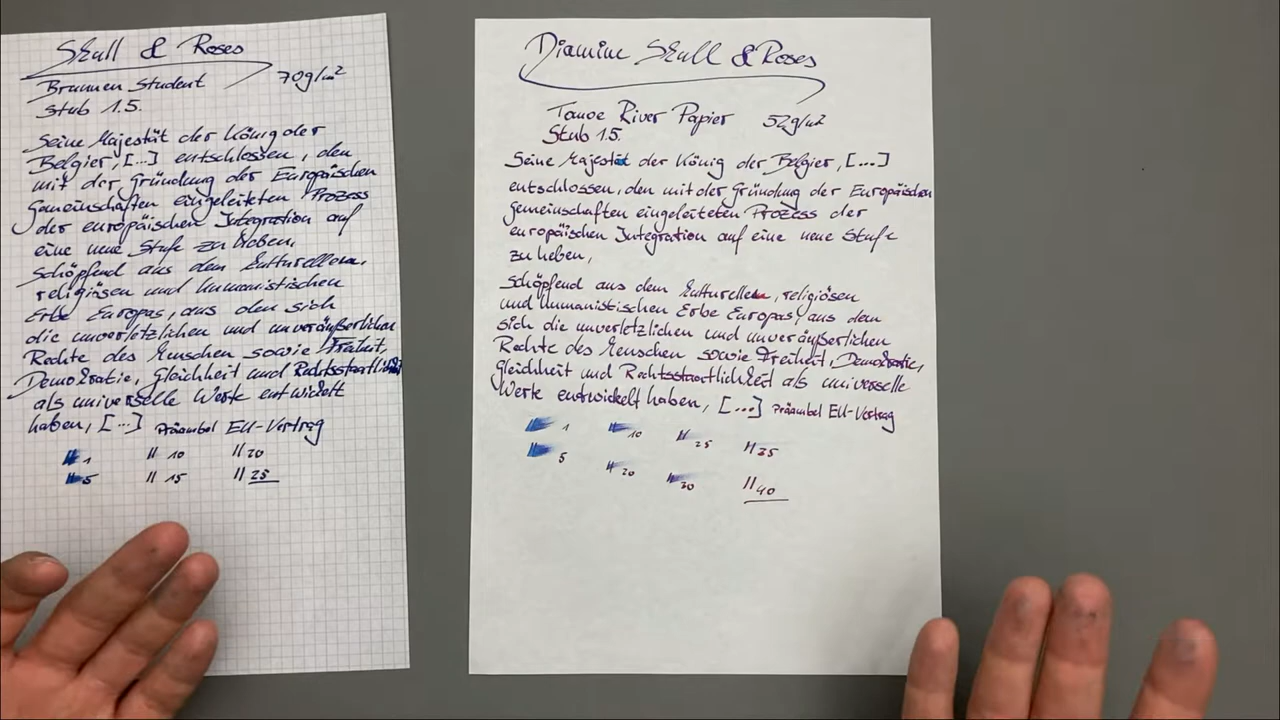 Skull & Roses
Brunnen Student 70g/m²
Stub 1.5.
Seine Majestät der König der
Belgier, [...] entschlossen, den
mit der Gründung der Europäischen
Gemeinschaften eingeleiteten Prozess
der europäischen Integration auf
eine neue Stufe zu heben,
Schöpfend aus dem kulturellen,
religiösen und humanistischen
Erbe Europas, aus dem sich
die unverletzlichen und unveräußerlichen
Rechte des Menschen sowie Freiheit,
Demokratie, Gleichheit und Rechtsstaatlichkeit
als universelle Werte entwickelt
haben, [...] Präambel EU-Vertrag
1 10 20
5 15 25
Diamine Skull & Roses
Tomoe River Papier 52g/m²
Stub 1.5.
Seine Majestät der König der Belgier, [...]
entschlossen, den mit der Gründung der Europäischen
Gemeinschaften eingeleiteten Prozess der
europäischen Integration auf eine neue Stufe
zu heben,
Schöpfend aus dem kulturellen, religiösen
und humanistischen Erbe Europas, aus dem
sich die unverletzlichen und unveräußerlichen
Rechte des Menschen sowie Freiheit, Demokratie,
Gleichheit und Rechtsstaatlichkeit als universelle
Werte entwickelt haben, [...] Präambel EU-Vertrag
1 10 25 35
5 20 30 40